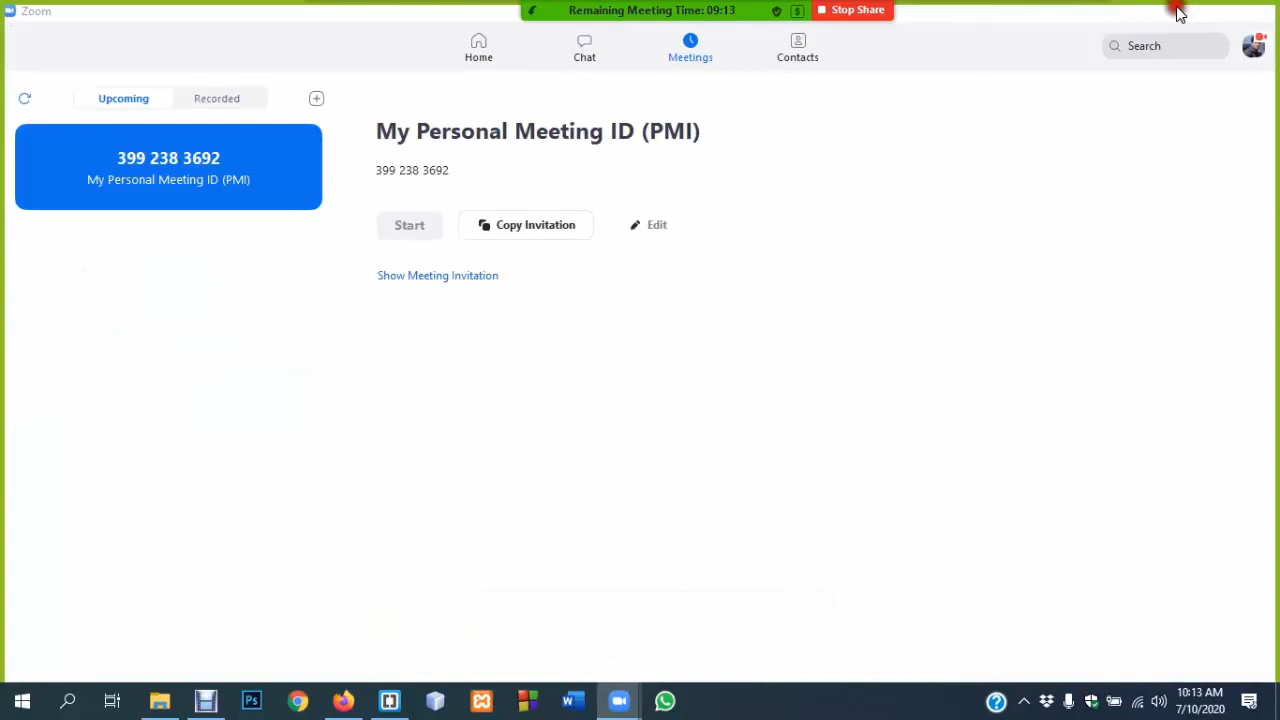 Zoom
Remaining Meeting Time: 09:13
Stop Share
Home
Chat
Meetings
Contacts
Search
Upcoming
Recorded
My Personal Meeting ID (PMI)
399 238 3692
399 238 3692
My Personal Meeting ID (PMI)
Start
Copy Invitation
Edit
Show Meeting Invitation
Ps
W
10:13 AM
7/10/2020